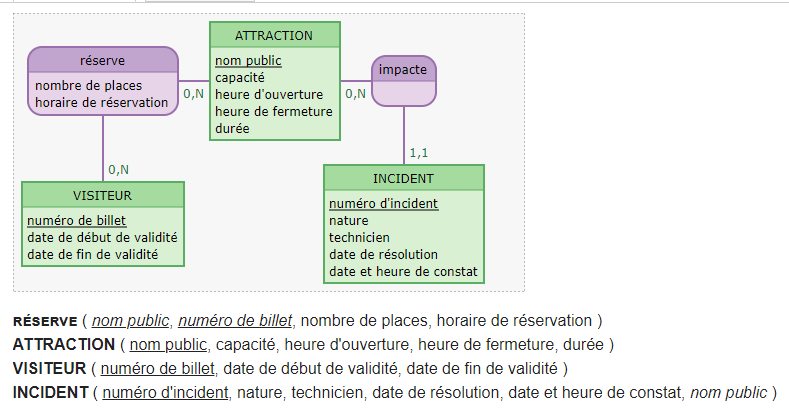 ATTRACTION
réserve
nom public
impacte
nombre de places
capacité
horaire de réservation
heure d'ouverture
0,N
0,N
heure de fermeture
durée
0,N
1,1
VISITEUR
INCIDENT
numéro de billet
numéro d'incident
date de début de validité
nature
date de fin de validité
technicien
date de résolution
date et heure de constat
RÉSERVE ( nom public, numéro de billet, nombre de places, horaire de réservation )
ATTRACTION ( nom public, capacité, heure d'ouverture, heure de fermeture, durée )
VISITEUR ( numéro de billet, date de début de validité, date de fin de validité )
INCIDENT ( numéro d'incident, nature, technicien, date de résolution, date et heure de constat, nom public )